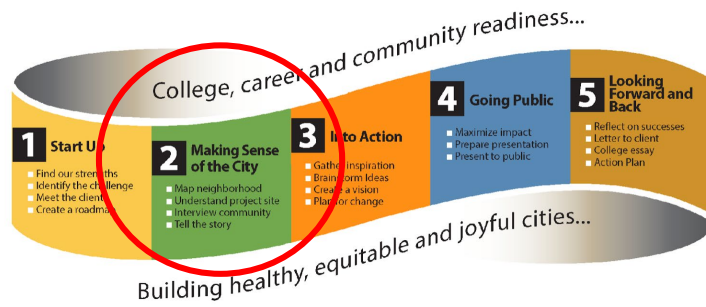 College, career and community readiness...
1 Start Up
Find our strengths
Identify the challenge
Meet the client
Create a roadmap
2 Making Sense
of the City
Map neighborhood
Understand project site
Interview community
Tell the story
3 Into Action
Gather inspiration
Brainstorm Ideas
Create a vision
Plan for change
4 Going Public
Maximize impact
Prepare presentation
Present to public
5 Looking
Forward and
Back
Reflect on successes
Letter to client
College essay
Action Plan
Building healthy, equitable and joyful cities...